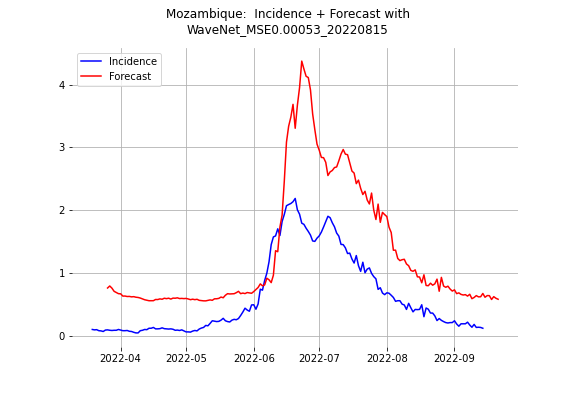 Mozambique:  Incidence + Forecast with
WaveNet_MSE0.00053_20220815
Incidence
Forecast
4
3
2
1
0
2022-04 2022-05 2022-06 2022-07 2022-08 2022-09